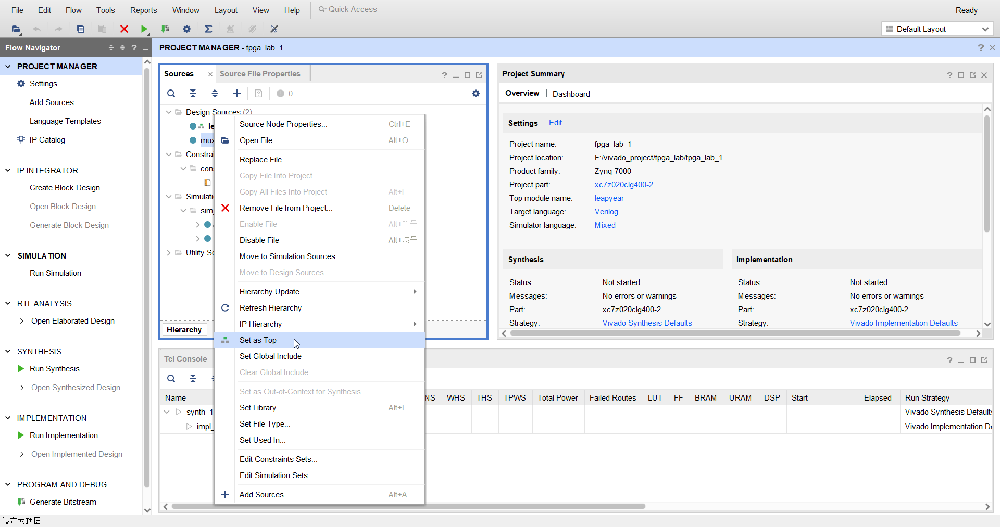 File Edit Flow Tools Reports Window Layout View Help Quick Access Ready
Default Layout
Flow Navigator
PROJECT MANAGER
Settings
Add Sources
Language Templates
IP Catalog
IP INTEGRATOR
Create Block Design
Open Block Design
Generate Block Design
SIMULATION
Run Simulation
RTL ANALYSIS
Open Elaborated Design
SYNTHESIS
Run Synthesis
Open Synthesized Design
IMPLEMENTATION
Run Implementation
Open Implemented Design
PROGRAM AND DEBUG
Generate Bitstream
PROJECT MANAGER - fpga_lab_1
Sources Source File Properties
0
Design Sources (2)
le
mux
Constrai
cons
Simulati
sim_
Utility So
Hierarchy
Source Node Properties... Ctrl+E
Open File Alt+O
Replace File...
Copy File Into Project
Copy All Files Into Project Alt+I
Remove File from Project... Delete
Enable File Alt+等号
Disable File Alt+减号
Move to Simulation Sources
Move to Design Sources
Hierarchy Update
Refresh Hierarchy
IP Hierarchy
Set as Top
Set Global Include
Clear Global Include
Set as Out-of-Context for Synthesis...
Set Library... Alt+L
Set File Type...
Set Used In...
Edit Constraints Sets...
Edit Simulation Sets...
Add Sources... Alt+A
Project Summary
Overview Dashboard
Settings Edit
Project name: fpga_lab_1
Project location: F:/vivado_project/fpga_lab/fpga_lab_1
Product family: Zynq-7000
Project part: xc7z020clg400-2
Top module name: leapyear
Target language: Verilog
Simulator language: Mixed
Synthesis
Status: Not started
Messages: No errors or warnings
Part: xc7z020clg400-2
Strategy: Vivado Synthesis Defaults
Implementation
Status: Not started
Messages: No errors or warnings
Part: xc7z020clg400-2
Strategy: Vivado Implementation Defaults
Tcl Console
Name NS WHS THS TPWS Total Power Failed Routes LUT FF BRAM URAM DSP Start Elapsed Run Strategy
synth_1 Vivado Synthesis Defaults
impl_ Vivado Implementation De
设定为顶层